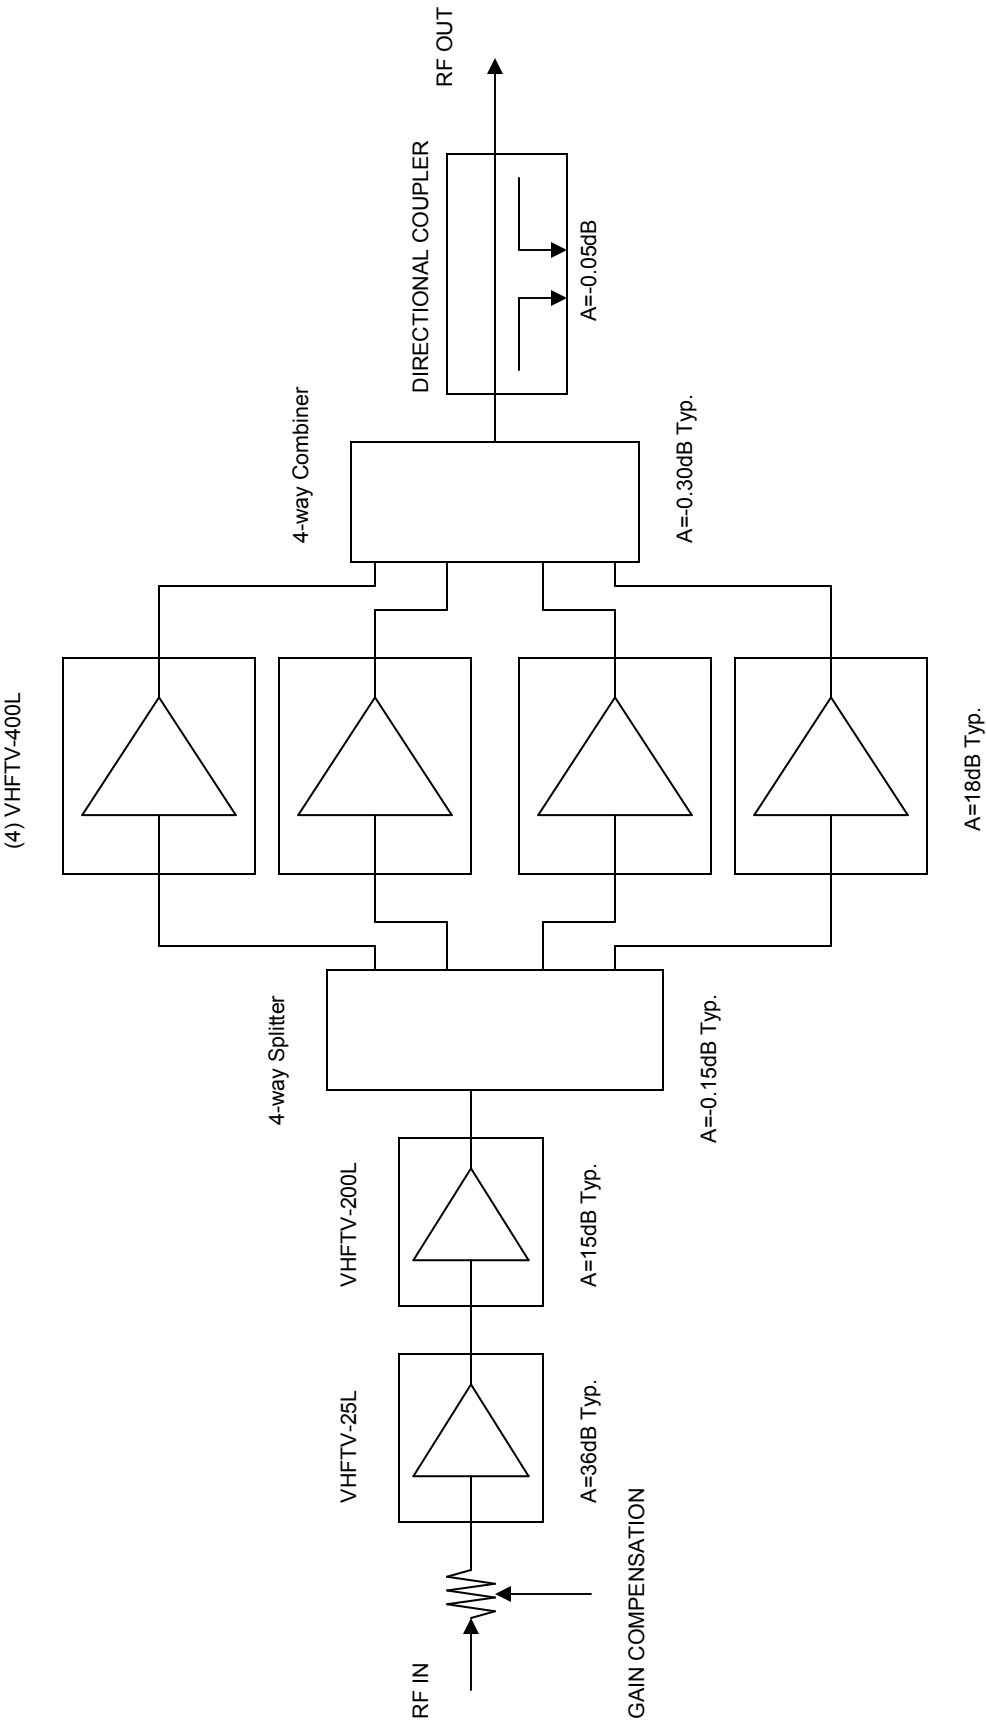 RF IN
GAIN COMPENSATION
VHFTV-25L
A=36dB Typ.
VHFTV-200L
A=15dB Typ.
4-way Splitter
A=-0.15dB Typ.
(4) VHFTV-400L
A=18dB Typ.
4-way Combiner
A=-0.30dB Typ.
DIRECTIONAL COUPLER
A=-0.05dB
RF OUT